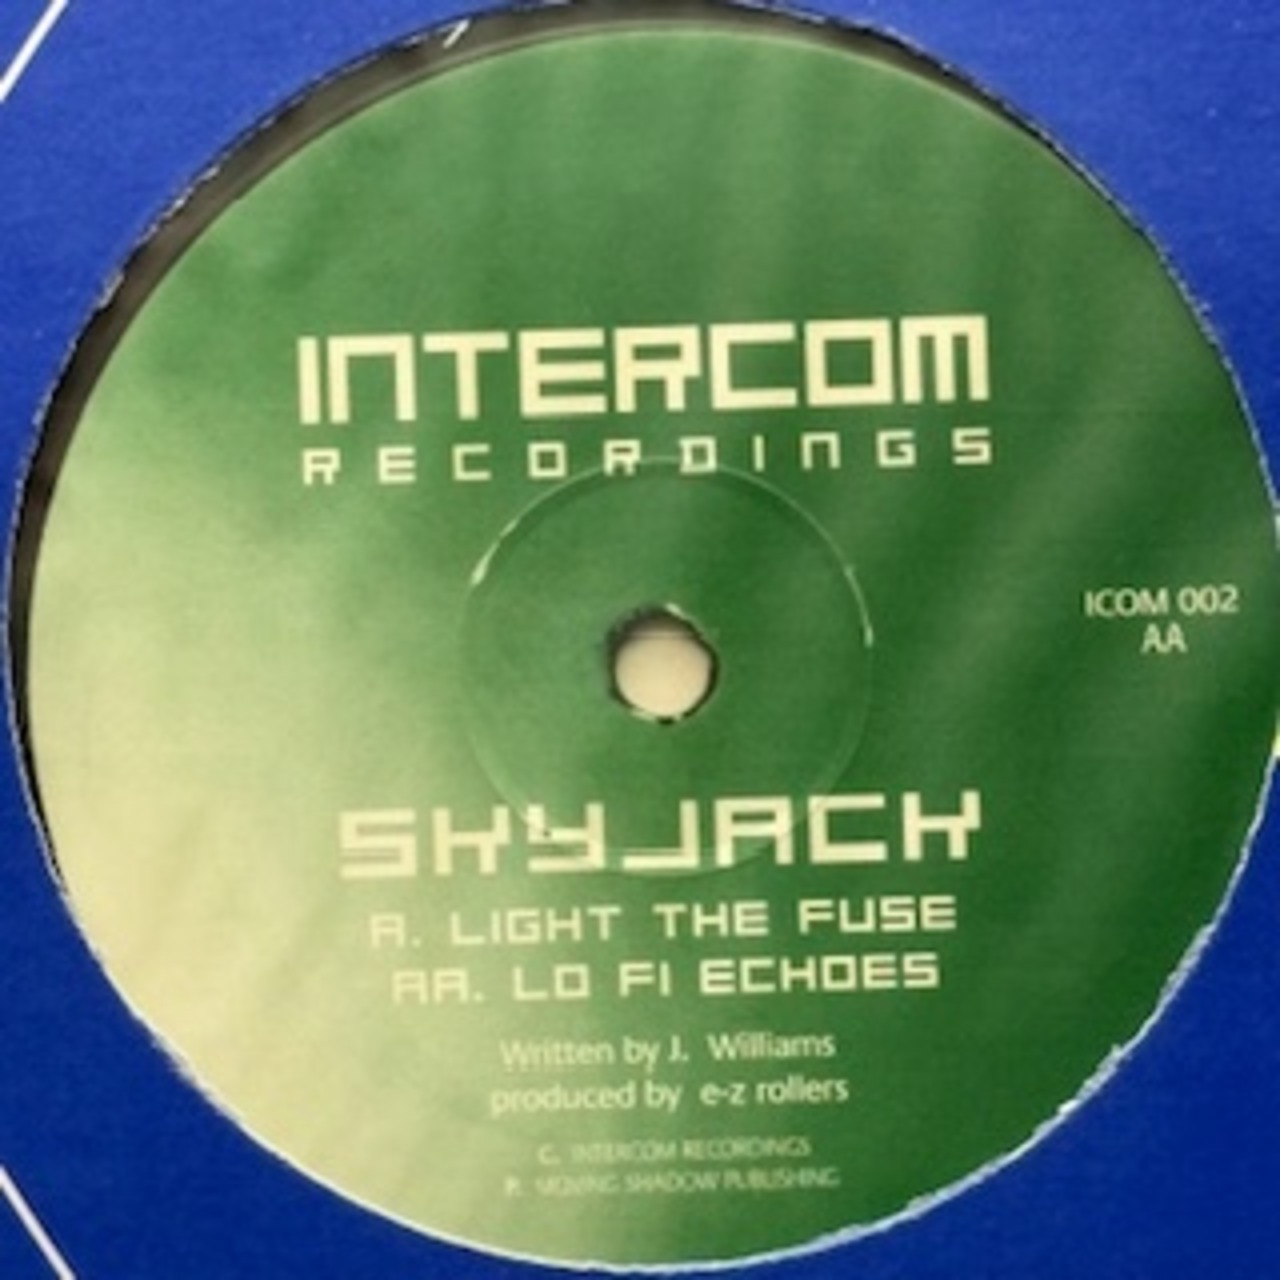 INTERCOM
RECORDINGS
ICOM 002
AA
SKYJACK
A. LIGHT THE FUSE
AA. LO FI ECHOES
Written by J. Williams
produced by e-z rollers
C. INTERCOM RECORDINGS
P. MOVING SHADOW PUBLISHING